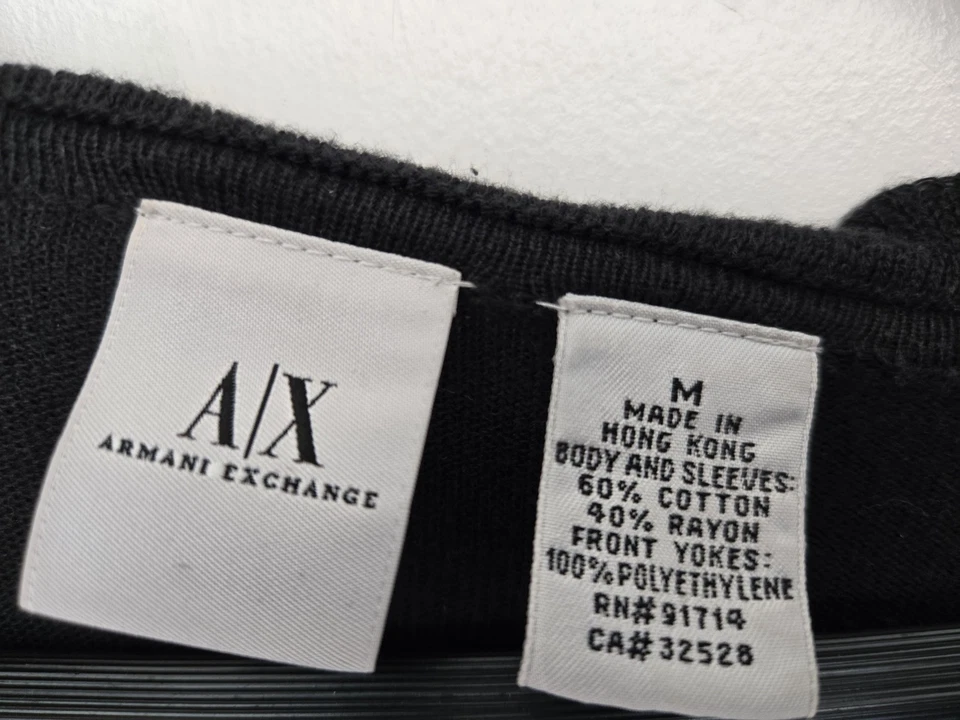 A|X
ARMANI EXCHANGE
M
MADE IN
HONG KONG
BODY AND SLEEVES:
60% COTTON
40% RAYON
FRONT YOKES:
100%POLYETHYLENE
RN#91714
CA#32528